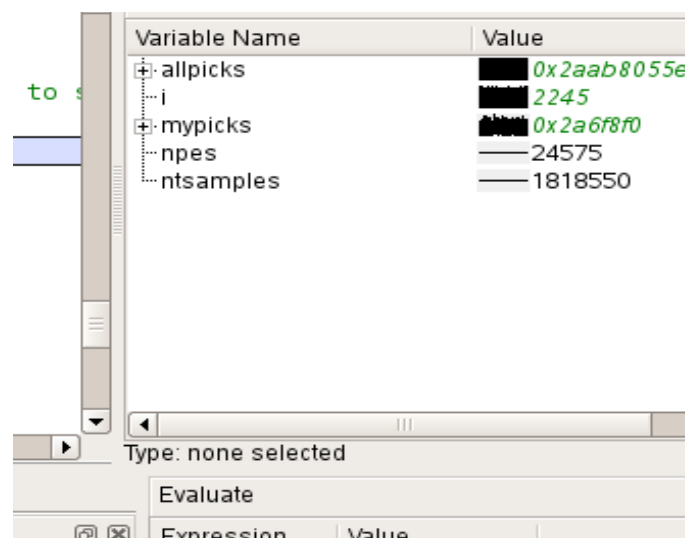 Variable Name Value
allpicks 0x2aab8055e
to s
i 2245
mypicks 0x2a6f8f0
npes 24575
ntsamples 1818550
Type: none selected
Evaluate
Expression Value